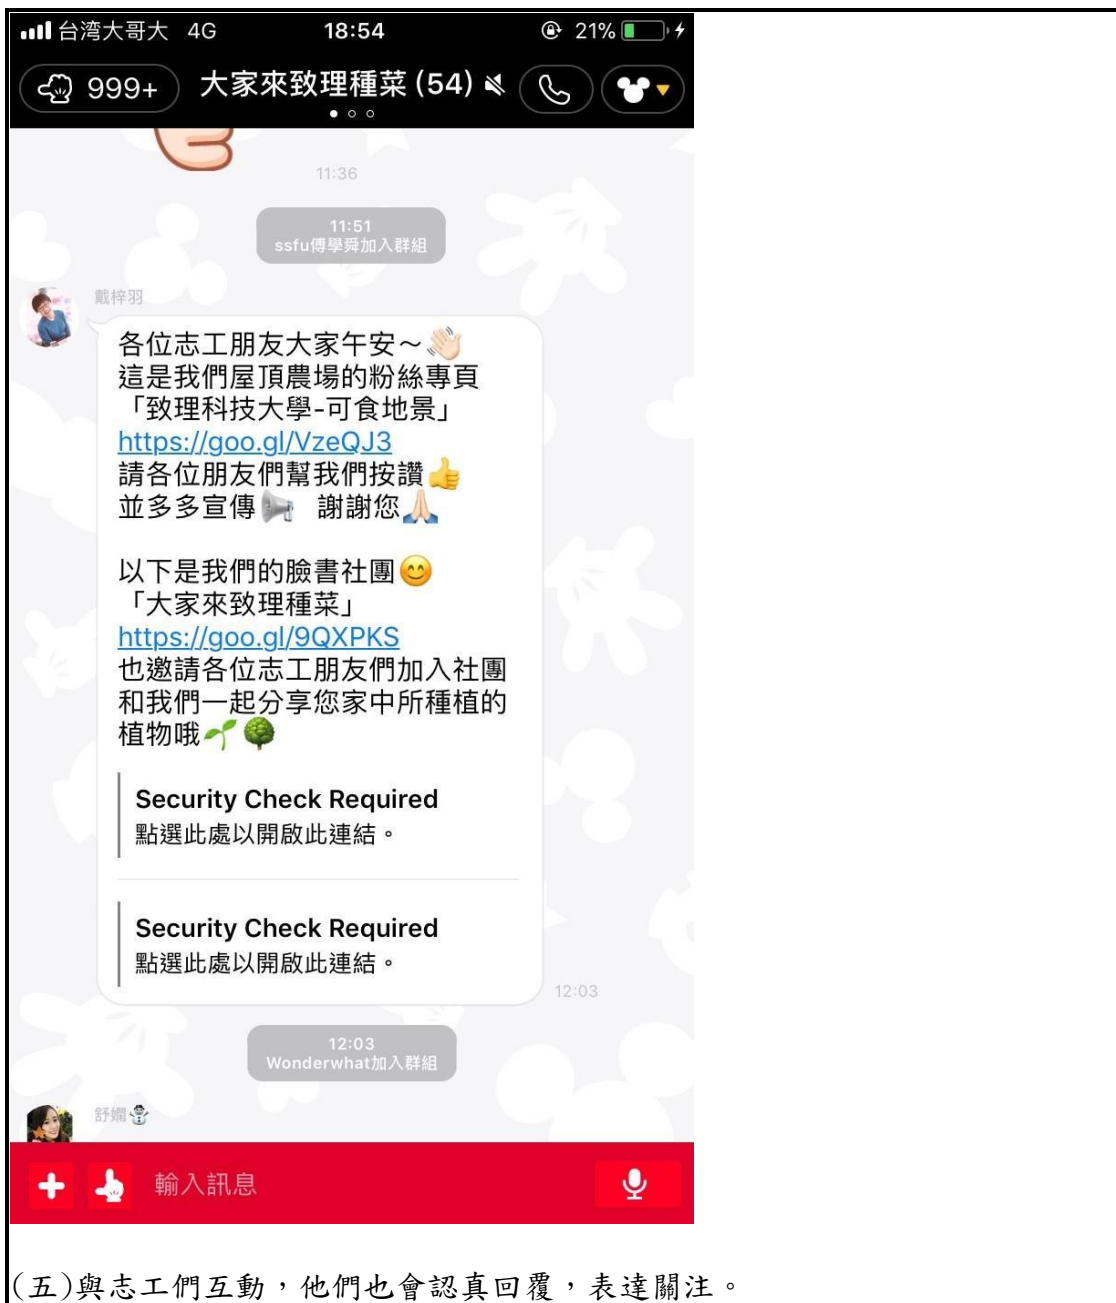 台湾大哥大 4G 18:54 21%
999+ 大家來致理種菜 (54)
11:36
11:51
ssfu傅學舜加入群組
戴梓羽
各位志工朋友大家午安～👋🏻
這是我們屋頂農場的粉絲專頁
「致理科技大學-可食地景」
https://goo.gl/VzeQJ3
請各位朋友們幫我們按讚👍
並多多宣傳📢 謝謝您🙏🏻
以下是我們的臉書社團😊
「大家來致理種菜」
https://goo.gl/9QXPKS
也邀請各位志工朋友們加入社團
和我們一起分享您家中所種植的
植物哦🌱🌳
Security Check Required
點選此處以開啟此連結。
Security Check Required
點選此處以開啟此連結。
12:03
12:03
Wonderwhat加入群組
舒嫺⛄
輸入訊息
(五)與志工們互動，他們也會認真回覆，表達關注。